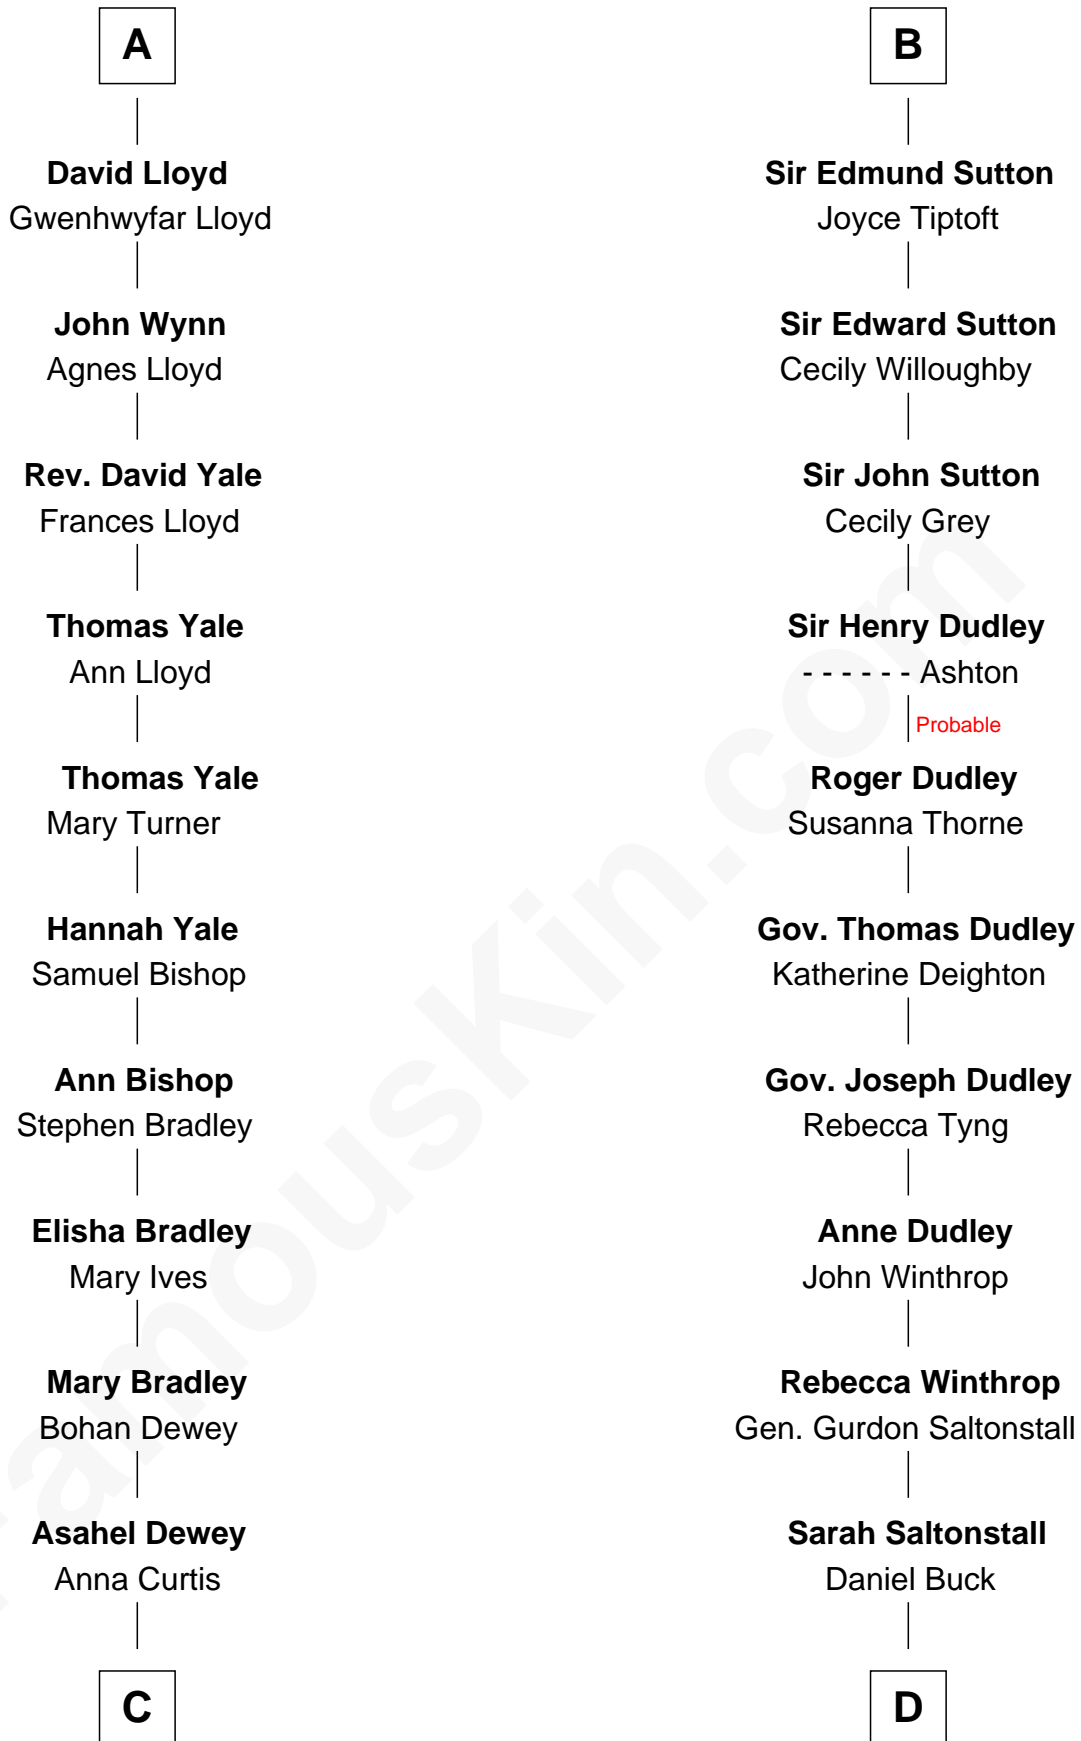 A
David Lloyd
Gwenhwyfar Lloyd
John Wynn
Agnes Lloyd
Rev. David Yale
Frances Lloyd
Thomas Yale
Ann Lloyd
Thomas Yale
Mary Turner
Hannah Yale
Samuel Bishop
Ann Bishop
Stephen Bradley
Elisha Bradley
Mary Ives
Mary Bradley
Bohan Dewey
Asahel Dewey
Anna Curtis
C
B
Sir Edmund Sutton
Joyce Tiptoft
Sir Edward Sutton
Cecily Willoughby
Sir John Sutton
Cecily Grey
Sir Henry Dudley
- - - - - - Ashton
Probable
Roger Dudley
Susanna Thorne
Gov. Thomas Dudley
Katherine Deighton
Gov. Joseph Dudley
Rebecca Tyng
Anne Dudley
John Winthrop
Rebecca Winthrop
Gen. Gurdon Saltonstall
Sarah Saltonstall
Daniel Buck
D
FamousKin.com